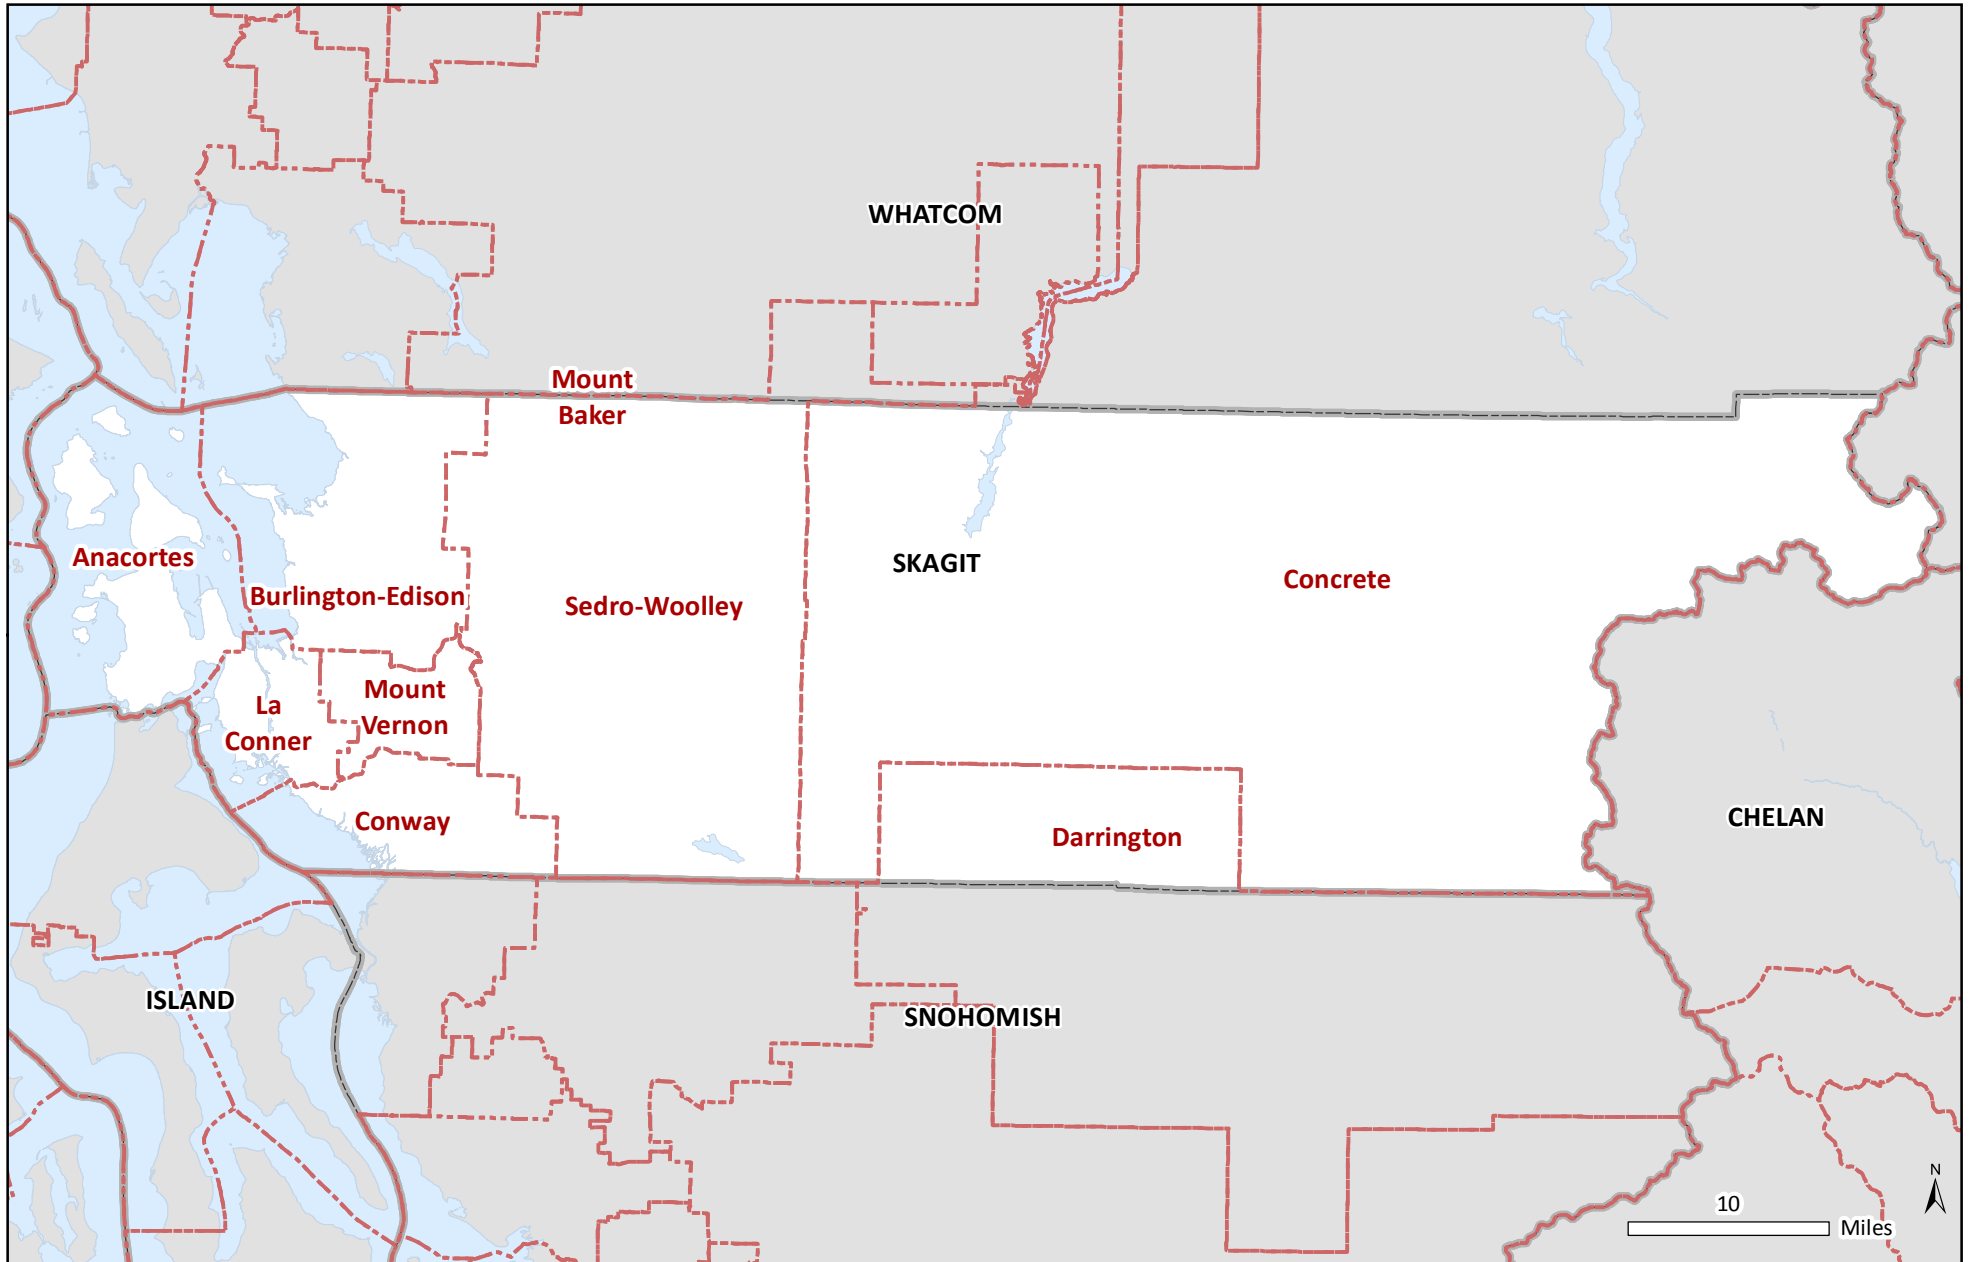 WHATCOM
Mount
Baker
Anacortes
SKAGIT
Concrete
Burlington-Edison
Sedro-Woolley
Mount
Vernon
La
Conner
Conway
Darrington
CHELAN
ISLAND
SNOHOMISH
N
10
Miles